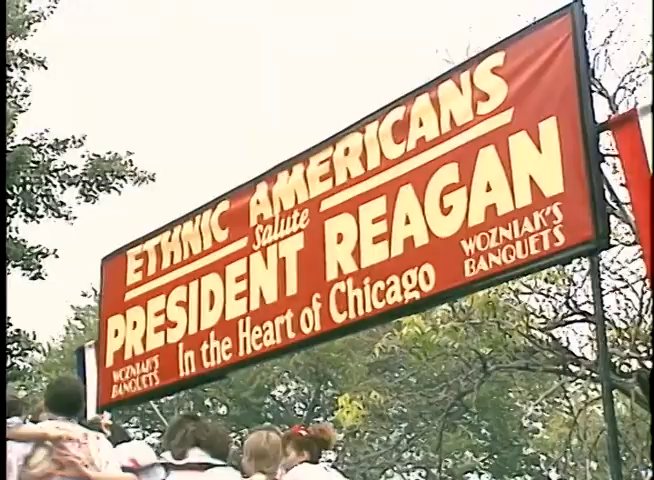 ETHNIC AMERICANS
Salute
PRESIDENT REAGAN
WOZNIAK'S
BANQUETS
In the Heart of Chicago
WOZNIAK'S
BANQUETS